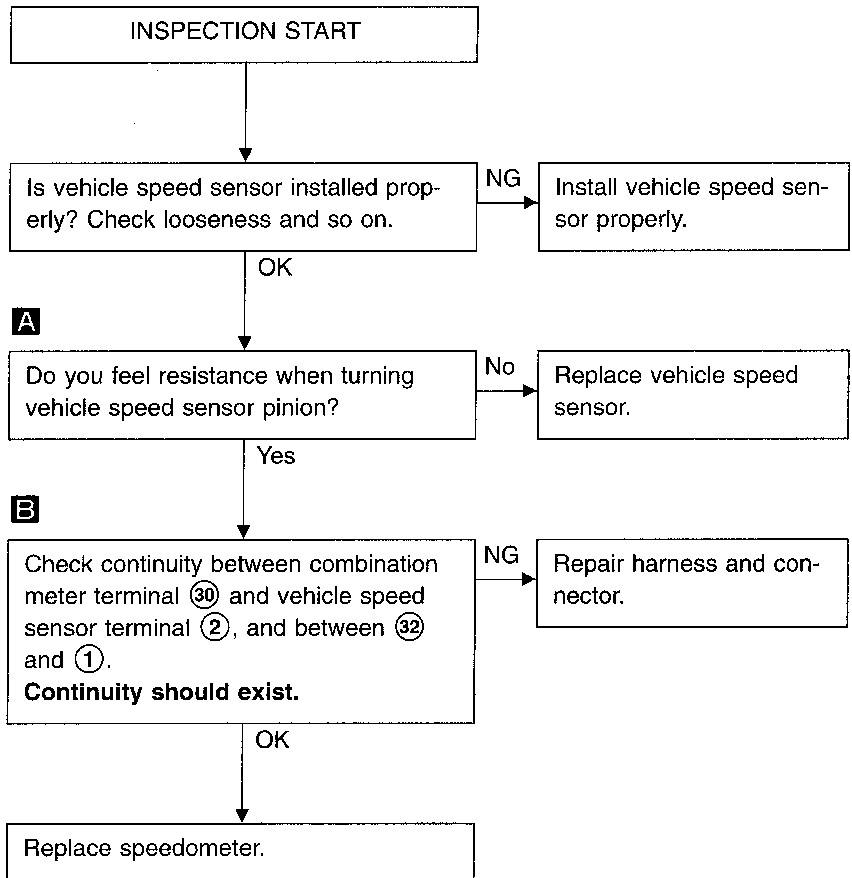 INSPECTION START
Is vehicle speed sensor installed prop-
erly? Check looseness and so on.
NG
Install vehicle speed sen-
sor properly.
OK
A
Do you feel resistance when turning
vehicle speed sensor pinion?
No
Replace vehicle speed
sensor.
Yes
B
Check continuity between combination
meter terminal 30 and vehicle speed
sensor terminal 2, and between 32
and 1.
Continuity should exist.
NG
Repair harness and con-
nector.
OK
Replace speedometer.